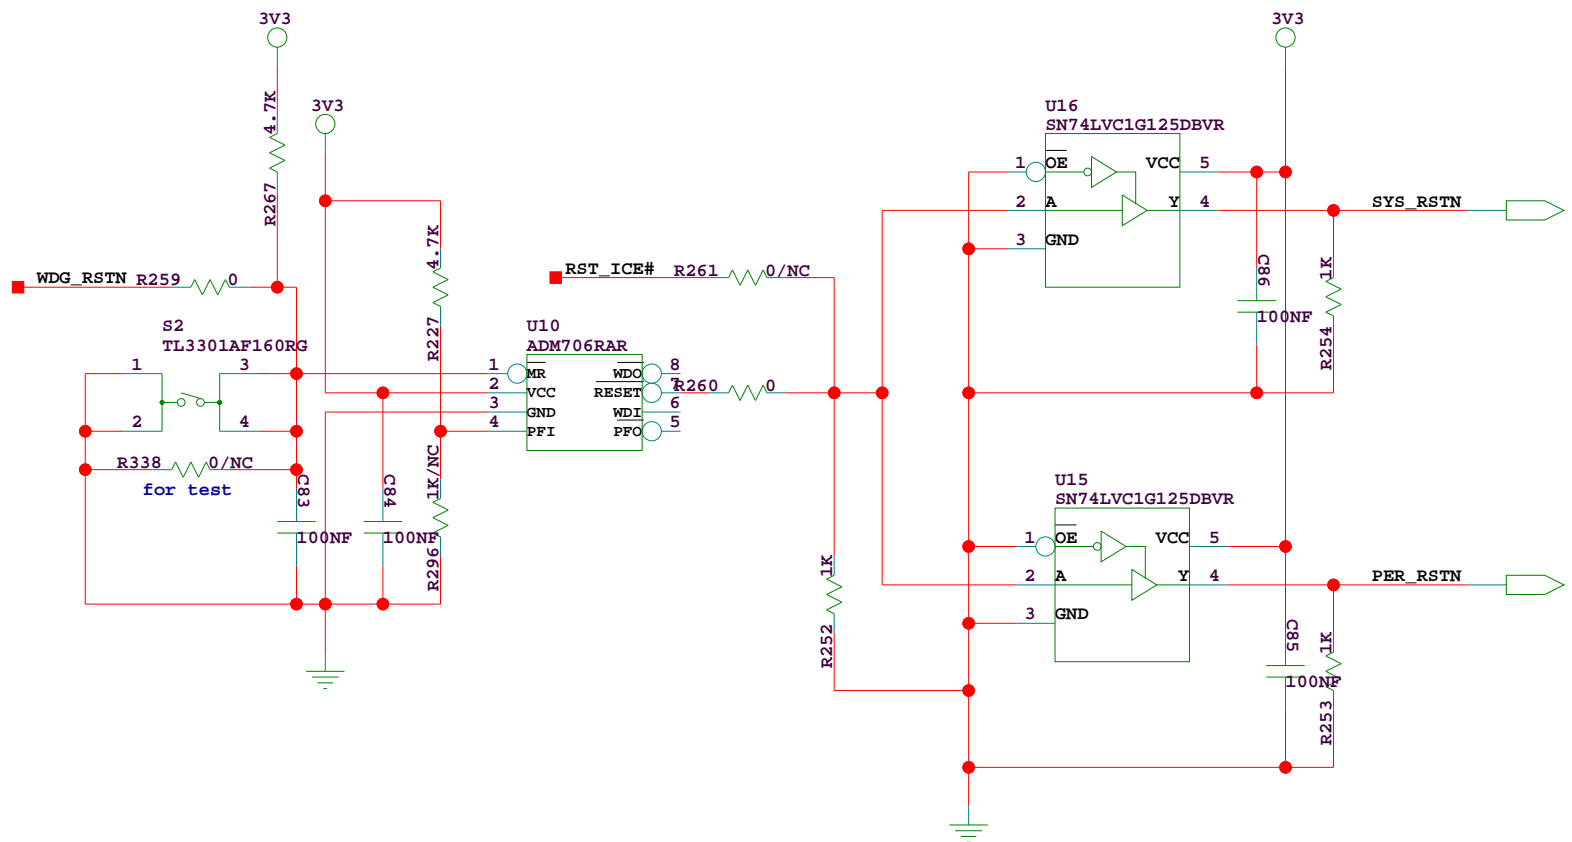 3V3
4.7K
R267
3V3
4.7K
R227
WDG_RSTN
R259
0
S2
TL3301AF160RG
1
3
2
4
R338
0/NC
for test
C83
100NF
C84
100NF
1K/NC
R296
RST_ICE#
R261
0/NC
U10
ADM706RAR
1
MR
2
VCC
3
GND
4
PFI
WDO
8
RESET
7
WDI
6
PFO
5
R260
0
1K
R252
3V3
U16
SN74LVC1G125DBVR
1
OE
VCC
5
2
A
Y
4
3
GND
SYS_RSTN
C86
100NF
1K
R254
U15
SN74LVC1G125DBVR
1
OE
VCC
5
2
A
Y
4
3
GND
PER_RSTN
C85
100NF
1K
R253